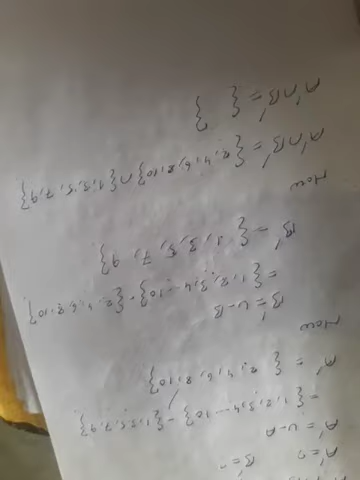 A' = ? B' = ?
A' = U - A
= {1, 2, 3, 4 --- 10} - {1, 3, 5, 7, 9}
A' = {2, 4, 6, 8, 10}
Now
B' = U - B
= {1, 2, 3, 4 --- 10} - {2, 4, 6, 8, 10}
B' = {1, 3, 5, 7, 9}
Now
A' ∩ B' = {2, 4, 6, 8, 10} ∩ {1, 3, 5, 7, 9}
A' ∩ B' = { }